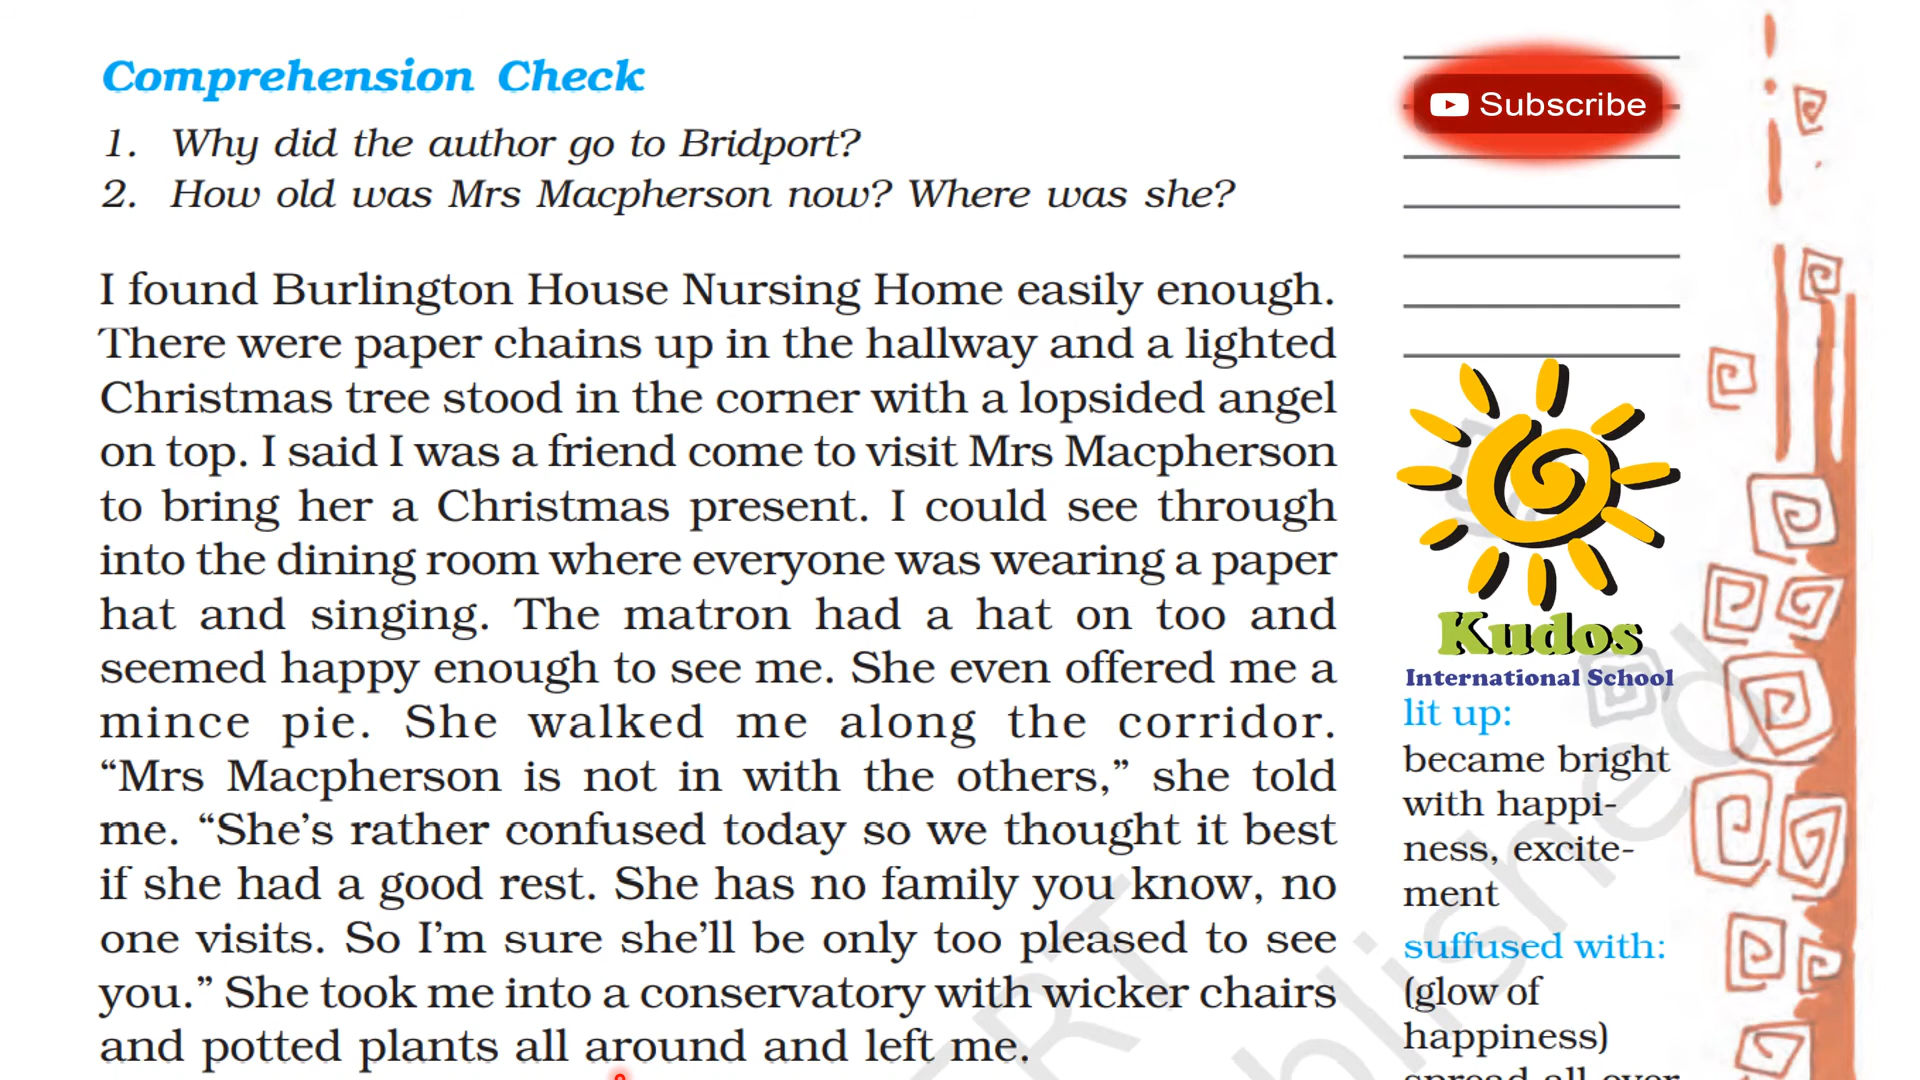 Comprehension Check
1. Why did the author go to Bridport?
2. How old was Mrs Macpherson now? Where was she?
I found Burlington House Nursing Home easily enough.
There were paper chains up in the hallway and a lighted
Christmas tree stood in the corner with a lopsided angel
on top. I said I was a friend come to visit Mrs Macpherson
to bring her a Christmas present. I could see through
into the dining room where everyone was wearing a paper
hat and singing. The matron had a hat on too and
seemed happy enough to see me. She even offered me a
mince pie. She walked me along the corridor.
“Mrs Macpherson is not in with the others,” she told
me. “She’s rather confused today so we thought it best
if she had a good rest. She has no family you know, no
one visits. So I’m sure she’ll be only too pleased to see
you.” She took me into a conservatory with wicker chairs
and potted plants all around and left me.
Subscribe
Kudos
International School
lit up:
became bright
with happi-
ness, excite-
ment
suffused with:
(glow of
happiness)
spread all over